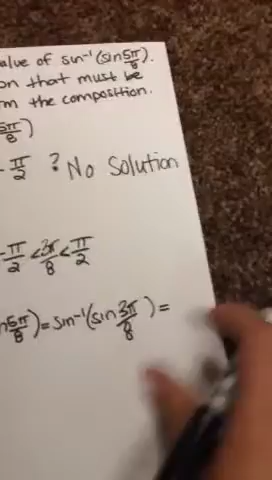 alue of sin⁻¹(sin 5π/8).
on that must be
m the composition.
5π/8)
-π/2 ? No Solution
-π/2 < 3π/8 < π/2
n 5π/8) = sin⁻¹(sin 3π/8) =